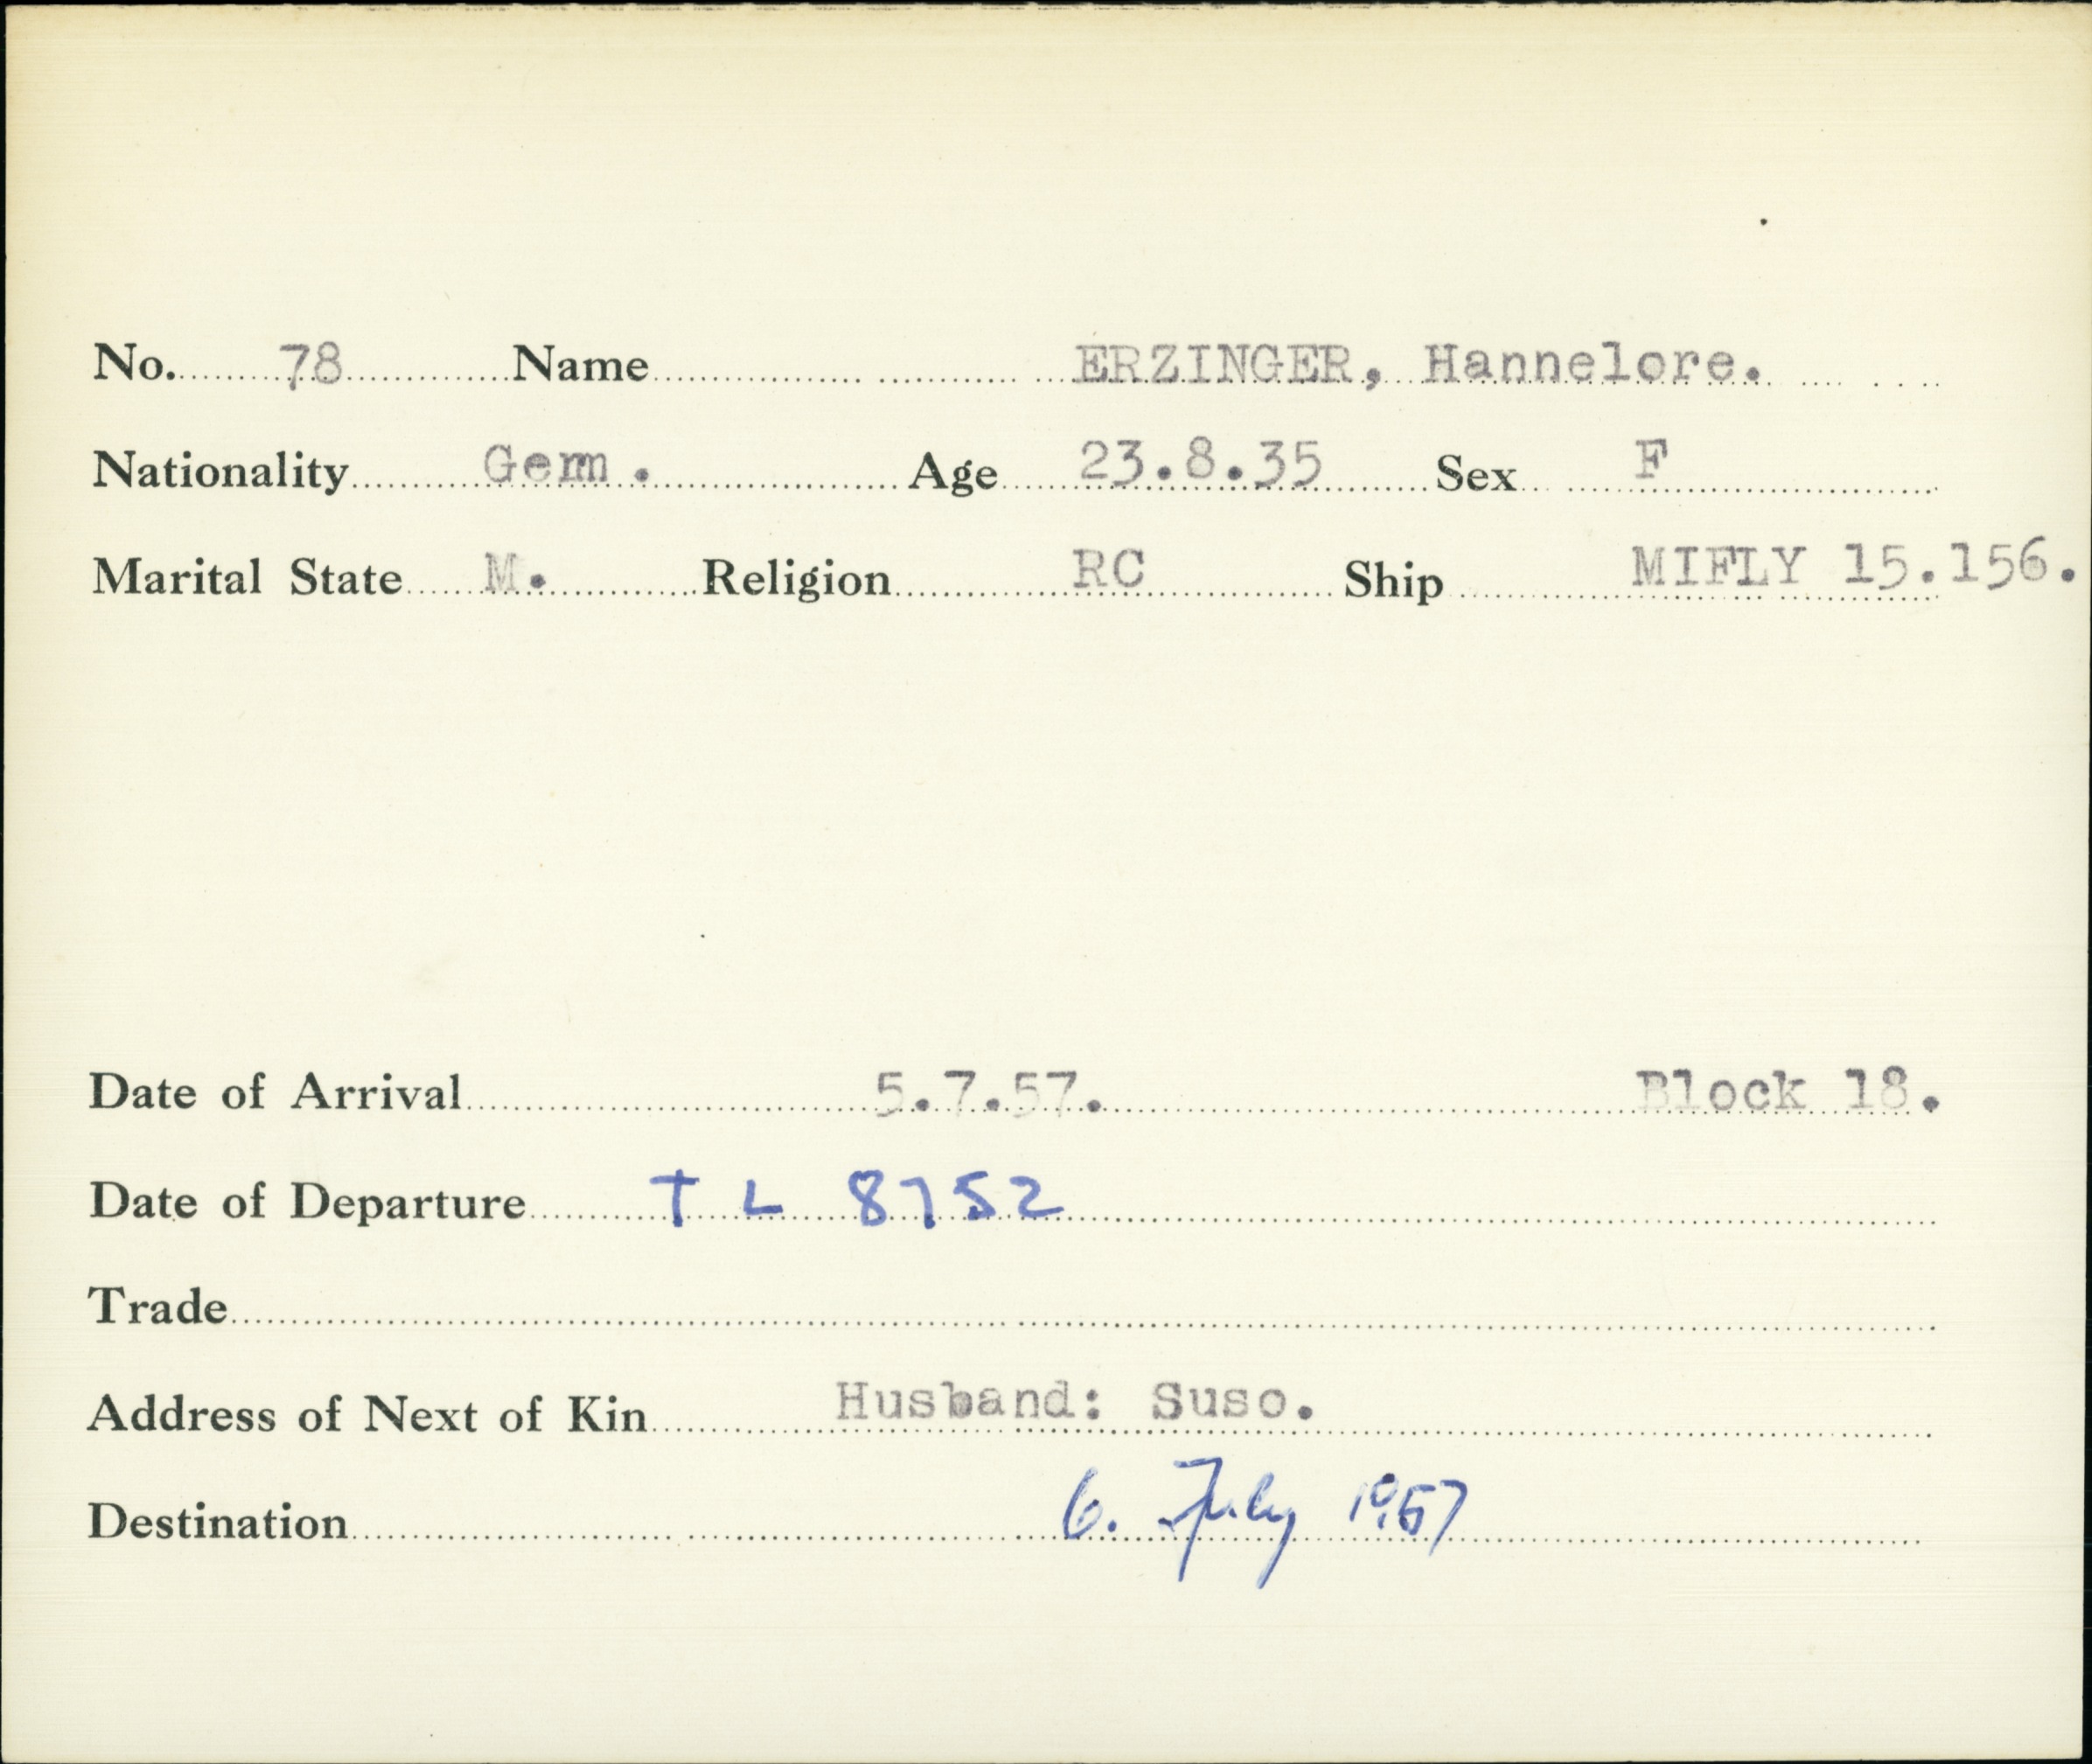 No. 78 Name ERZINGER, Hannelore.
Nationality Germ. Age 23.8.35 Sex F
Marital State M. Religion RC Ship MIFLY 15.156.
Date of Arrival 5.7.57. Block 18.
Date of Departure T L 8752
Trade
Address of Next of Kin Husband: Suso.
Destination 6. July 1957